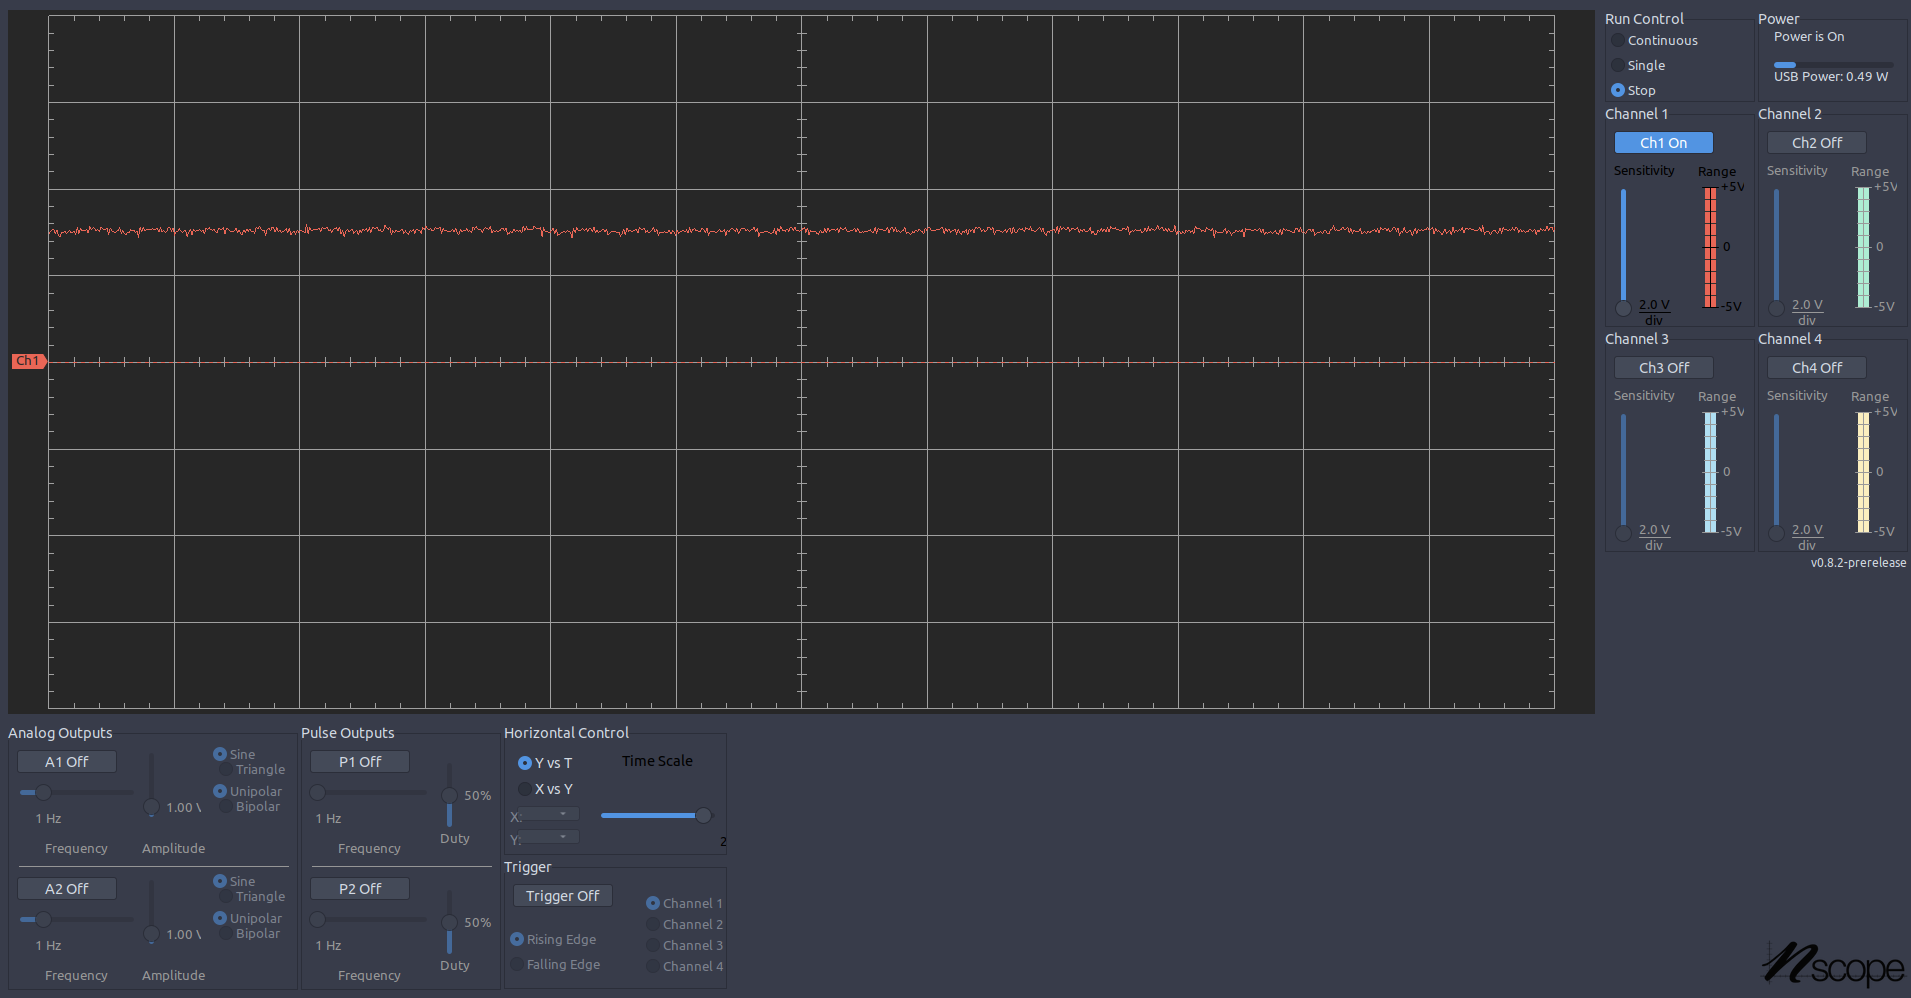 Run Control
Continuous
Single
Stop
Power
Power is On
USB Power: 0.49 W
Channel 1
Ch1 On
Sensitivity
Range
+5V
0
-5V
2.0 V
div
Channel 2
Ch2 Off
Sensitivity
Range
+5V
0
-5V
2.0 V
div
Ch1
Channel 3
Ch3 Off
Sensitivity
Range
+5V
0
-5V
2.0 V
div
Channel 4
Ch4 Off
Sensitivity
Range
+5V
0
-5V
2.0 V
div
v0.8.2-prerelease
Analog Outputs
A1 Off
Sine
Triangle
Unipolar
Bipolar
1.00 \
1 Hz
Frequency
Amplitude
A2 Off
Sine
Triangle
Unipolar
Bipolar
1.00 \
1 Hz
Frequency
Amplitude
Pulse Outputs
P1 Off
50%
1 Hz
Duty
Frequency
P2 Off
50%
1 Hz
Duty
Frequency
Horizontal Control
Y vs T
Time Scale
X vs Y
X:
Y:
2
Trigger
Trigger Off
Channel 1
Channel 2
Channel 3
Channel 4
Rising Edge
Falling Edge
nscope